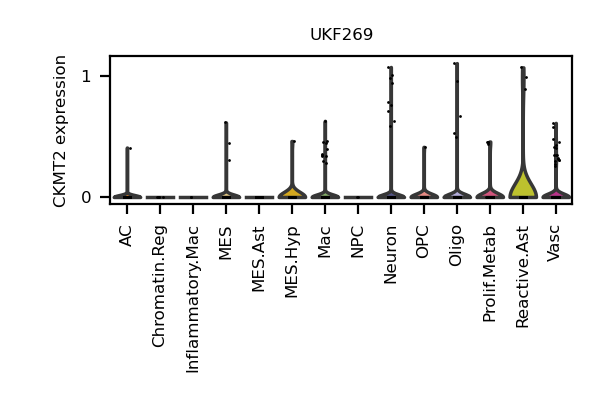 UKF269
CKMT2 expression
1
0
AC
Chromatin.Reg
Inflammatory.Mac
MES
MES.Ast
MES.Hyp
Mac
NPC
Neuron
OPC
Oligo
Prolif.Metab
Reactive.Ast
Vasc